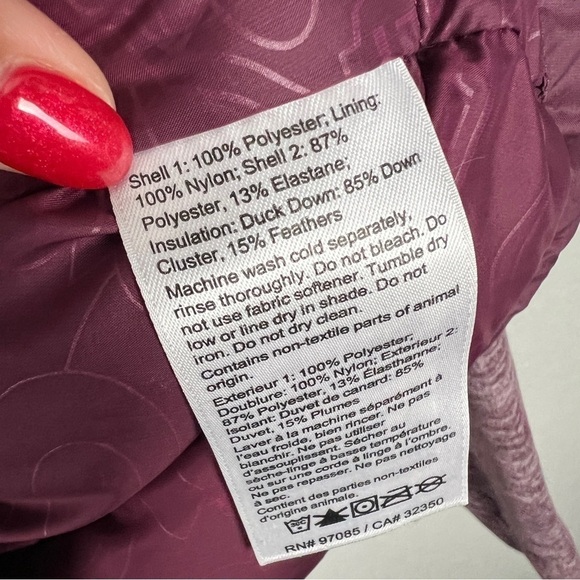 Shell 1: 100% Polyester; Lining:
100% Nylon; Shell 2: 87%
Polyester, 13% Elastane;
Insulation: Duck Down: 85% Down
Cluster, 15% Feathers
Machine wash cold separately,
rinse thoroughly. Do not bleach. Do
not use fabric softener. Tumble dry
low or line dry in shade. Do not
iron. Do not dry clean.
Contains non-textile parts of animal
origin.
Exterieur 1: 100% Polyester;
Doublure: 100% Nylon; Exterieur 2:
87% Polyester, 13% Élasthanne;
Isolant: Duvet de canard: 85%
Duvet, 15% Plumes
Laver à la machine séparément à
l'eau froide, bien rincer. Ne pas
blanchir. Ne pas utiliser
d'assouplissant. Sécher au
sèche-linge à basse température
ou sur une corde à linge à l'ombre.
Ne pas repasser. Ne pas nettoyage
à sec.
Contient des parties non-textiles
d'origine animale.
RN# 97085 / CA# 32350